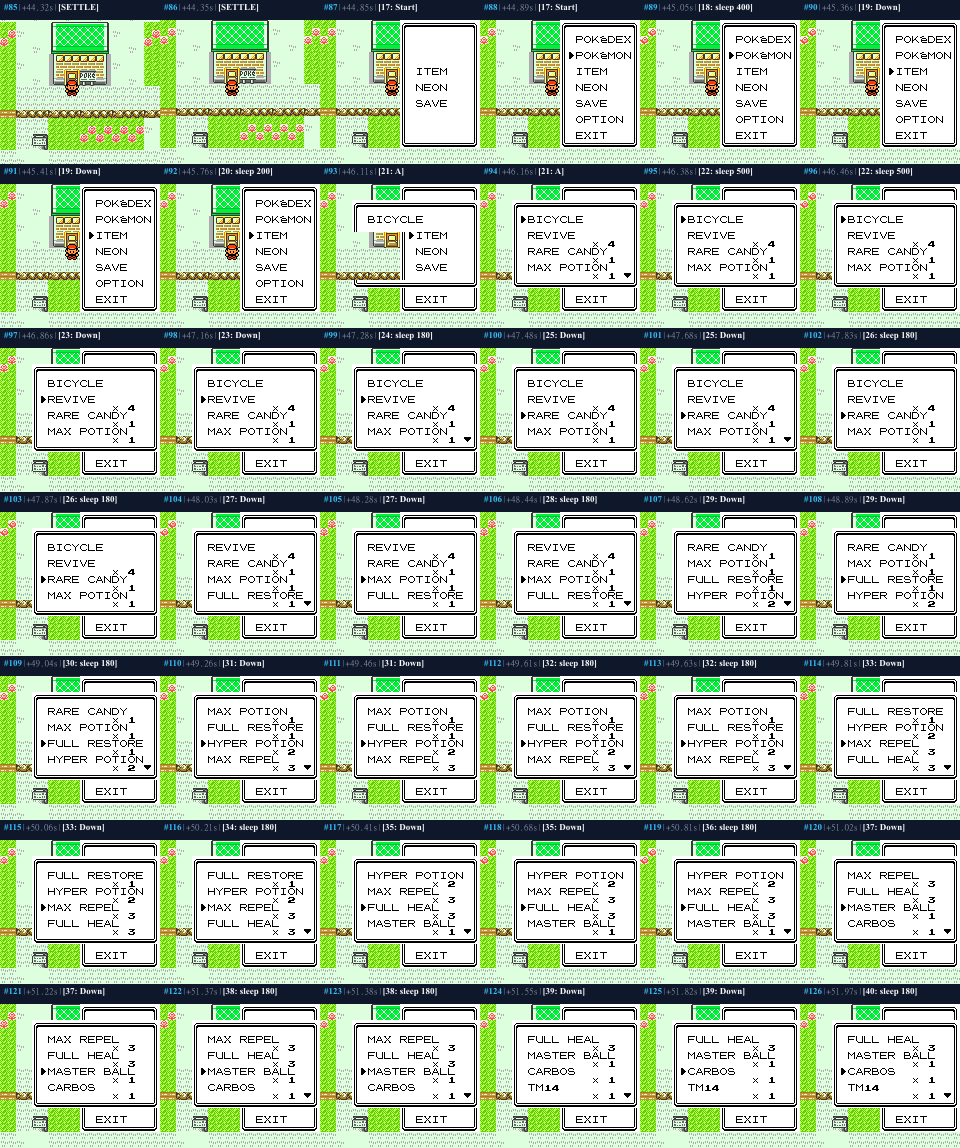 #85|+44.32s| [SETTLE]
POKé
#86|+44.35s| [SETTLE]
POKé
#87|+44.85s| [17: Start]
ITEM
NEON
SAVE
#88|+44.89s| [17: Start]
POKéDEX
▶POKéMON
ITEM
NEON
SAVE
OPTION
EXIT
#89|+45.05s| [18: sleep 400]
POKéDEX
▶POKéMON
ITEM
NEON
SAVE
OPTION
EXIT
#90|+45.36s| [19: Down]
POKéDEX
POKéMON
▶ITEM
NEON
SAVE
OPTION
EXIT
#91|+45.41s| [19: Down]
POKéDEX
POKéMON
▶ITEM
NEON
SAVE
OPTION
EXIT
#92|+45.76s| [20: sleep 200]
POKéDEX
POKéMON
▶ITEM
NEON
SAVE
OPTION
EXIT
#93|+46.11s| [21: A]
BICYCLE
▶ITEM
NEON
SAVE
EXIT
#94|+46.16s| [21: A]
▶BICYCLE
REVIVE
× 4
RARE CANDY
× 1
MAX POTION
× 1 ▼
EXIT
#95|+46.38s| [22: sleep 500]
▶BICYCLE
REVIVE
× 4
RARE CANDY
× 1
MAX POTION
× 1
EXIT
#96|+46.46s| [22: sleep 500]
▶BICYCLE
REVIVE
× 4
RARE CANDY
× 1
MAX POTION
× 1
EXIT
#97|+46.86s| [23: Down]
BICYCLE
▶REVIVE
× 4
RARE CANDY
× 1
MAX POTION
× 1
EXIT
#98|+47.16s| [23: Down]
BICYCLE
▶REVIVE
× 4
RARE CANDY
× 1
MAX POTION
× 1
EXIT
#99|+47.28s| [24: sleep 180]
BICYCLE
▶REVIVE
× 4
RARE CANDY
× 1
MAX POTION
× 1 ▼
EXIT
#100|+47.48s| [25: Down]
BICYCLE
REVIVE
× 4
▶RARE CANDY
× 1
MAX POTION
× 1
EXIT
#101|+47.68s| [25: Down]
BICYCLE
REVIVE
× 4
▶RARE CANDY
× 1
MAX POTION
× 1 ▼
EXIT
#102|+47.83s| [26: sleep 180]
BICYCLE
REVIVE
× 4
▶RARE CANDY
× 1
MAX POTION
× 1
EXIT
#103|+47.87s| [26: sleep 180]
BICYCLE
REVIVE
× 4
▶RARE CANDY
× 1
MAX POTION
× 1
EXIT
#104|+48.03s| [27: Down]
REVIVE
× 4
RARE CANDY
× 1
▶MAX POTION
× 1
FULL RESTORE
× 1 ▼
EXIT
#105|+48.28s| [27: Down]
REVIVE
× 4
RARE CANDY
× 1
▶MAX POTION
× 1
FULL RESTORE
× 1
EXIT
#106|+48.44s| [28: sleep 180]
REVIVE
× 4
RARE CANDY
× 1
▶MAX POTION
× 1
FULL RESTORE
× 1 ▼
EXIT
#107|+48.62s| [29: Down]
RARE CANDY
× 1
MAX POTION
× 1
FULL RESTORE
× 1
HYPER POTION
× 2 ▼
EXIT
#108|+48.89s| [29: Down]
RARE CANDY
× 1
MAX POTION
× 1
▶FULL RESTORE
× 1
HYPER POTION
× 2
EXIT
#109|+49.04s| [30: sleep 180]
RARE CANDY
× 1
MAX POTION
× 1
▶FULL RESTORE
× 1
HYPER POTION
× 2 ▼
EXIT
#110|+49.26s| [31: Down]
MAX POTION
× 1
FULL RESTORE
× 1
▶HYPER POTION
× 2
MAX REPEL
× 3 ▼
EXIT
#111|+49.46s| [31: Down]
MAX POTION
× 1
FULL RESTORE
× 1
▶HYPER POTION
× 2
MAX REPEL
× 3
EXIT
#112|+49.61s| [32: sleep 180]
MAX POTION
× 1
FULL RESTORE
× 1
▶HYPER POTION
× 2
MAX REPEL
× 3 ▼
EXIT
#113|+49.63s| [32: sleep 180]
MAX POTION
× 1
FULL RESTORE
× 1
▶HYPER POTION
× 2
MAX REPEL
× 3 ▼
EXIT
#114|+49.81s| [33: Down]
FULL RESTORE
× 1
HYPER POTION
× 2
▶MAX REPEL
× 3
FULL HEAL
× 3
EXIT
#115|+50.06s| [33: Down]
FULL RESTORE
× 1
HYPER POTION
× 2
▶MAX REPEL
× 3
FULL HEAL
× 3
EXIT
#116|+50.21s| [34: sleep 180]
FULL RESTORE
× 1
HYPER POTION
× 2
▶MAX REPEL
× 3
FULL HEAL
× 3 ▼
EXIT
#117|+50.41s| [35: Down]
HYPER POTION
× 2
MAX REPEL
× 3
▶FULL HEAL
× 3
MASTER BALL
× 1 ▼
EXIT
#118|+50.68s| [35: Down]
HYPER POTION
× 2
MAX REPEL
× 3
▶FULL HEAL
× 3
MASTER BALL
× 1 ▼
EXIT
#119|+50.81s| [36: sleep 180]
HYPER POTION
× 2
MAX REPEL
× 3
▶FULL HEAL
× 3
MASTER BALL
× 1 ▼
EXIT
#120|+51.02s| [37: Down]
MAX REPEL
× 3
FULL HEAL
× 3
▶MASTER BALL
× 1
CARBOS
× 1
EXIT
#121|+51.22s| [37: Down]
MAX REPEL
× 3
FULL HEAL
× 3
▶MASTER BALL
× 1
CARBOS
× 1
EXIT
#122|+51.37s| [38: sleep 180]
MAX REPEL
× 3
FULL HEAL
× 3
▶MASTER BALL
× 1
CARBOS
× 1 ▼
EXIT
#123|+51.38s| [38: sleep 180]
MAX REPEL
× 3
FULL HEAL
× 3
▶MASTER BALL
× 1
CARBOS
× 1 ▼
EXIT
#124|+51.55s| [39: Down]
FULL HEAL
× 3
MASTER BALL
× 1
CARBOS
× 1
TM14
× 1 ▼
EXIT
#125|+51.82s| [39: Down]
FULL HEAL
× 3
MASTER BALL
× 1
▶CARBOS
× 1
TM14
× 1
EXIT
#126|+51.97s| [40: sleep 180]
FULL HEAL
× 3
MASTER BALL
× 1
▶CARBOS
× 1
TM14
× 1 ▼
EXIT